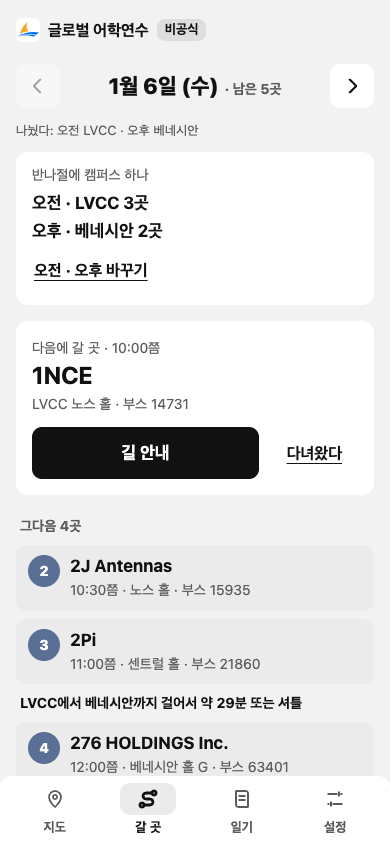 글로벌 어학연수 비공식
1월 6일 (수) · 남은 5곳
나눴다: 오전 LVCC · 오후 베네시안
반나절에 캠퍼스 하나
오전 · LVCC 3곳
오후 · 베네시안 2곳
오전 · 오후 바꾸기
다음에 갈 곳 · 10:00쯤
1NCE
LVCC 노스 홀 · 부스 14731
길 안내 다녀왔다
그다음 4곳
2 2J Antennas
10:30쯤 · 노스 홀 · 부스 15935
3 2Pi
11:00쯤 · 센트럴 홀 · 부스 21860
LVCC에서 베네시안까지 걸어서 약 29분 또는 셔틀
4 276 HOLDINGS Inc.
12:00쯤 · 베네시안 홀 G · 부스 63401
지도 갈 곳 일기 설정